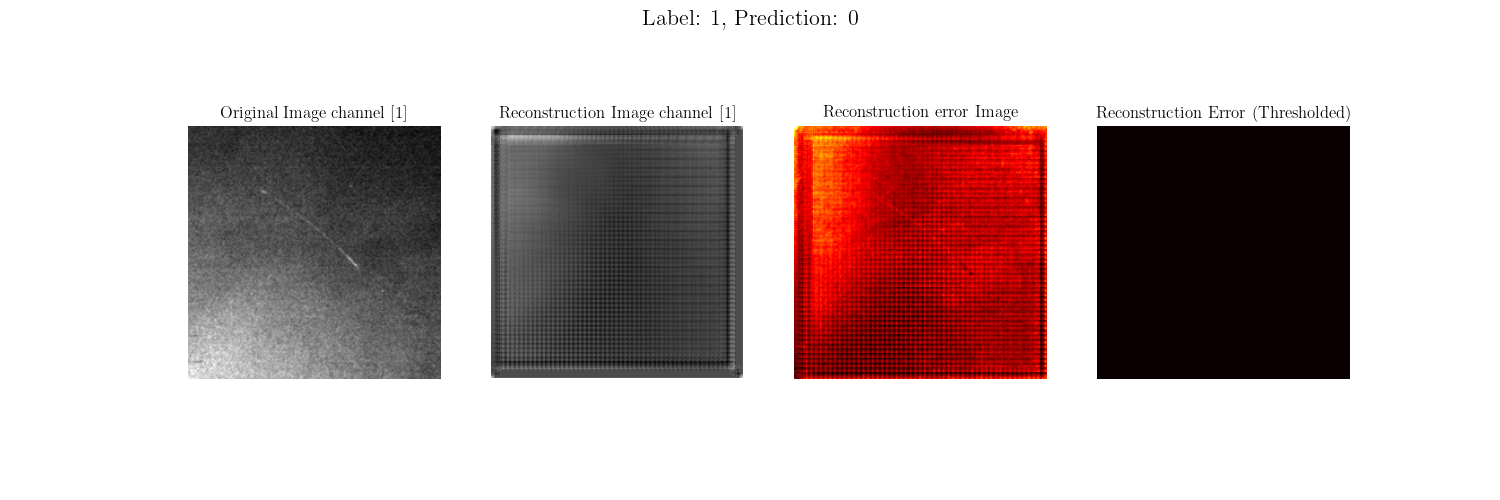 Label: 1, Prediction: 0
Original Image channel [1]
Reconstruction Image channel [1]
Reconstruction error Image
Reconstruction Error (Thresholded)